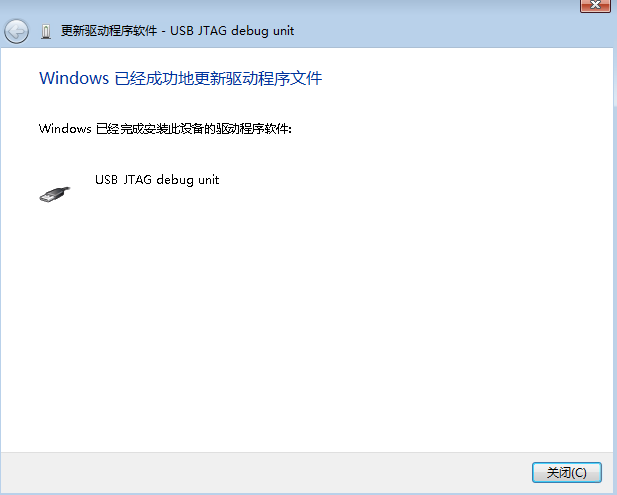 更新驱动程序软件 - USB JTAG debug unit
Windows 已经成功地更新驱动程序文件
Windows 已经完成安装此设备的驱动程序软件:
USB JTAG debug unit
关闭(C)